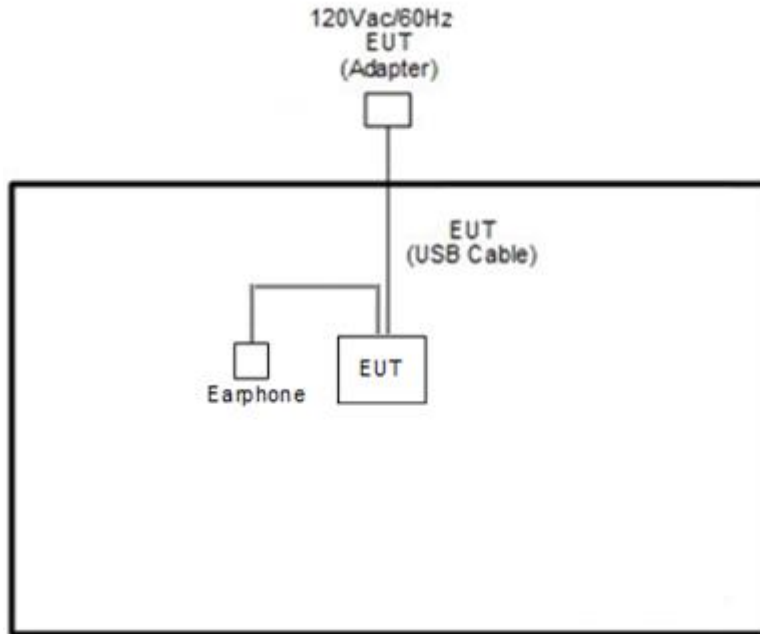 120Vac/60Hz
EUT
(Adapter)
EUT
(USB Cable)
EUT
Earphone